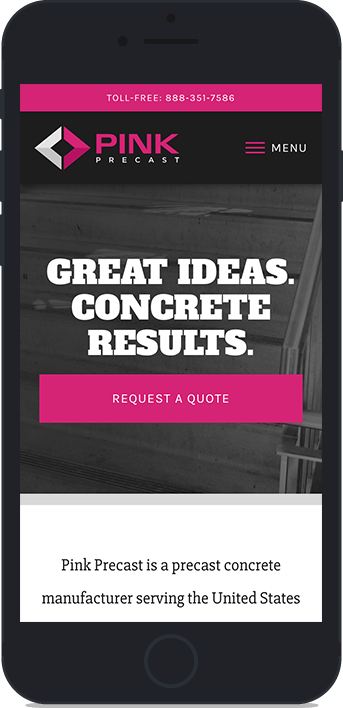 TOLL-FREE: 888-351-7586
PINK
PRECAST
MENU
GREAT IDEAS.
CONCRETE
RESULTS.
REQUEST A QUOTE
Pink Precast is a precast concrete
manufacturer serving the United States